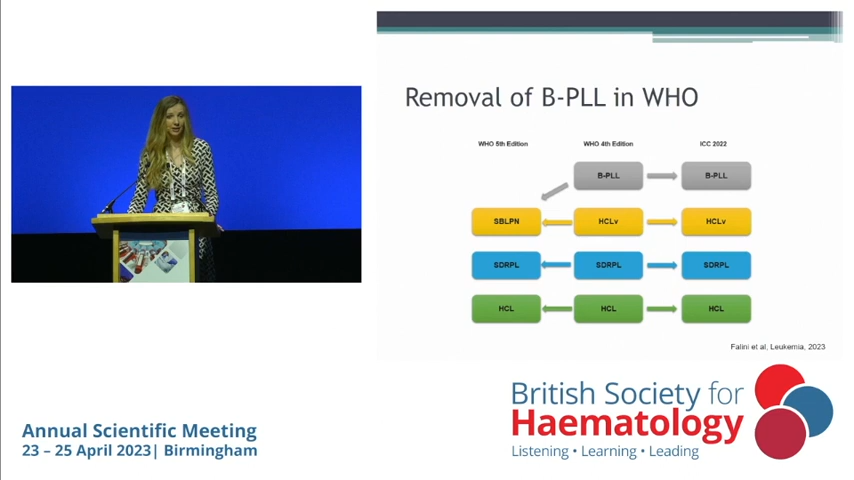 Removal of B-PLL in WHO
WHO 5th Edition WHO 4th Edition ICC 2022
B-PLL B-PLL
SBLPN HCLv HCLv
SDRPL SDRPL SDRPL
HCL HCL HCL
Falini et al, Leukemia, 2023
British Society for
Haematology
Listening • Learning • Leading
Annual Scientific Meeting
23 – 25 April 2023| Birmingham